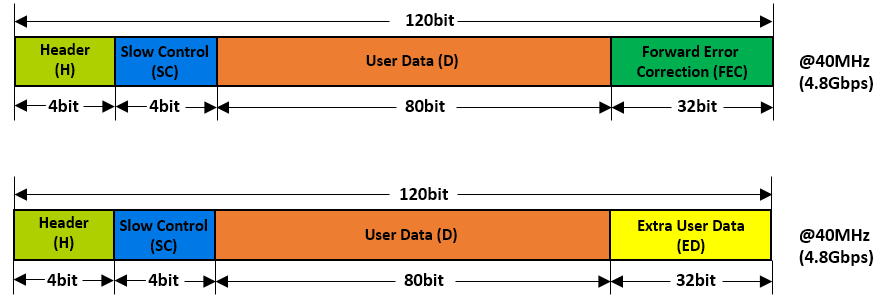 120bit
Header
(H)
Slow Control
(SC)
User Data (D)
Forward Error
Correction (FEC)
@40MHz
(4.8Gbps)
4bit
4bit
80bit
32bit
120bit
Header
(H)
Slow Control
(SC)
User Data (D)
Extra User Data
(ED)
@40MHz
(4.8Gbps)
4bit
4bit
80bit
32bit